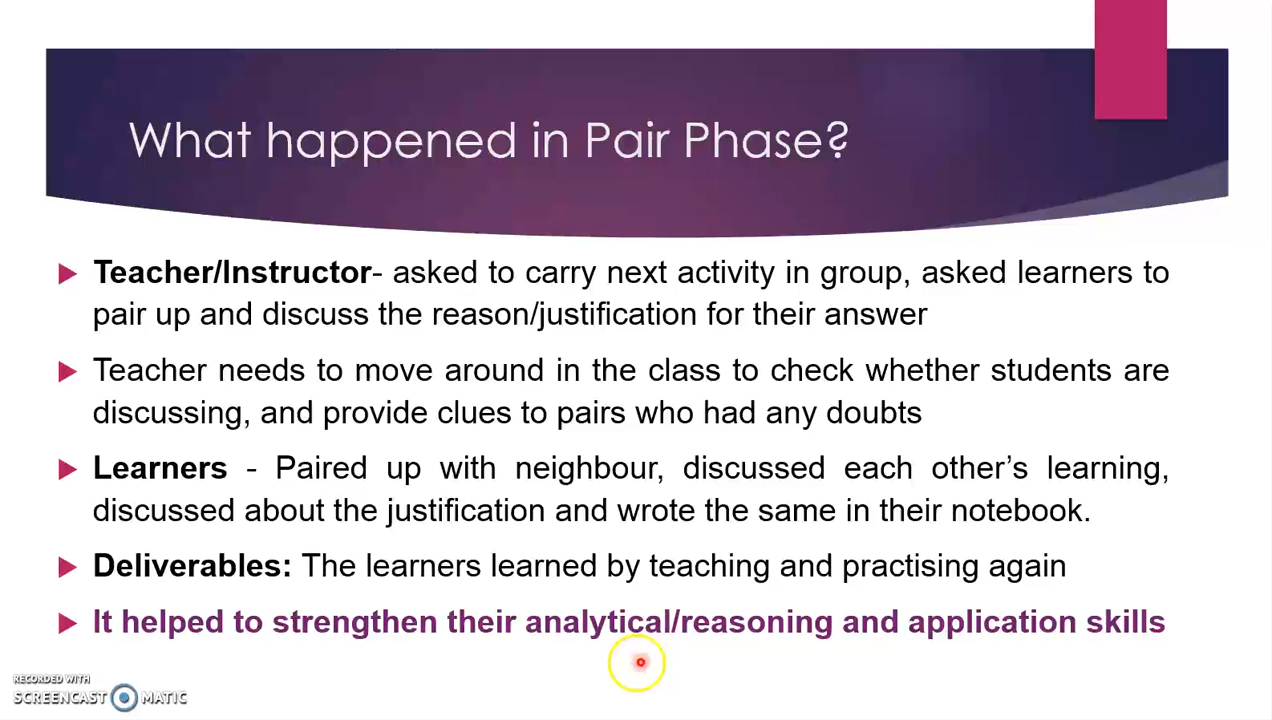 What happened in Pair Phase?
Teacher/Instructor- asked to carry next activity in group, asked learners to
pair up and discuss the reason/justification for their answer
Teacher needs to move around in the class to check whether students are
discussing, and provide clues to pairs who had any doubts
Learners - Paired up with neighbour, discussed each other’s learning,
discussed about the justification and wrote the same in their notebook.
Deliverables: The learners learned by teaching and practising again
It helped to strengthen their analytical/reasoning and application skills
RECORDED WITH
SCREENCAST MATIC